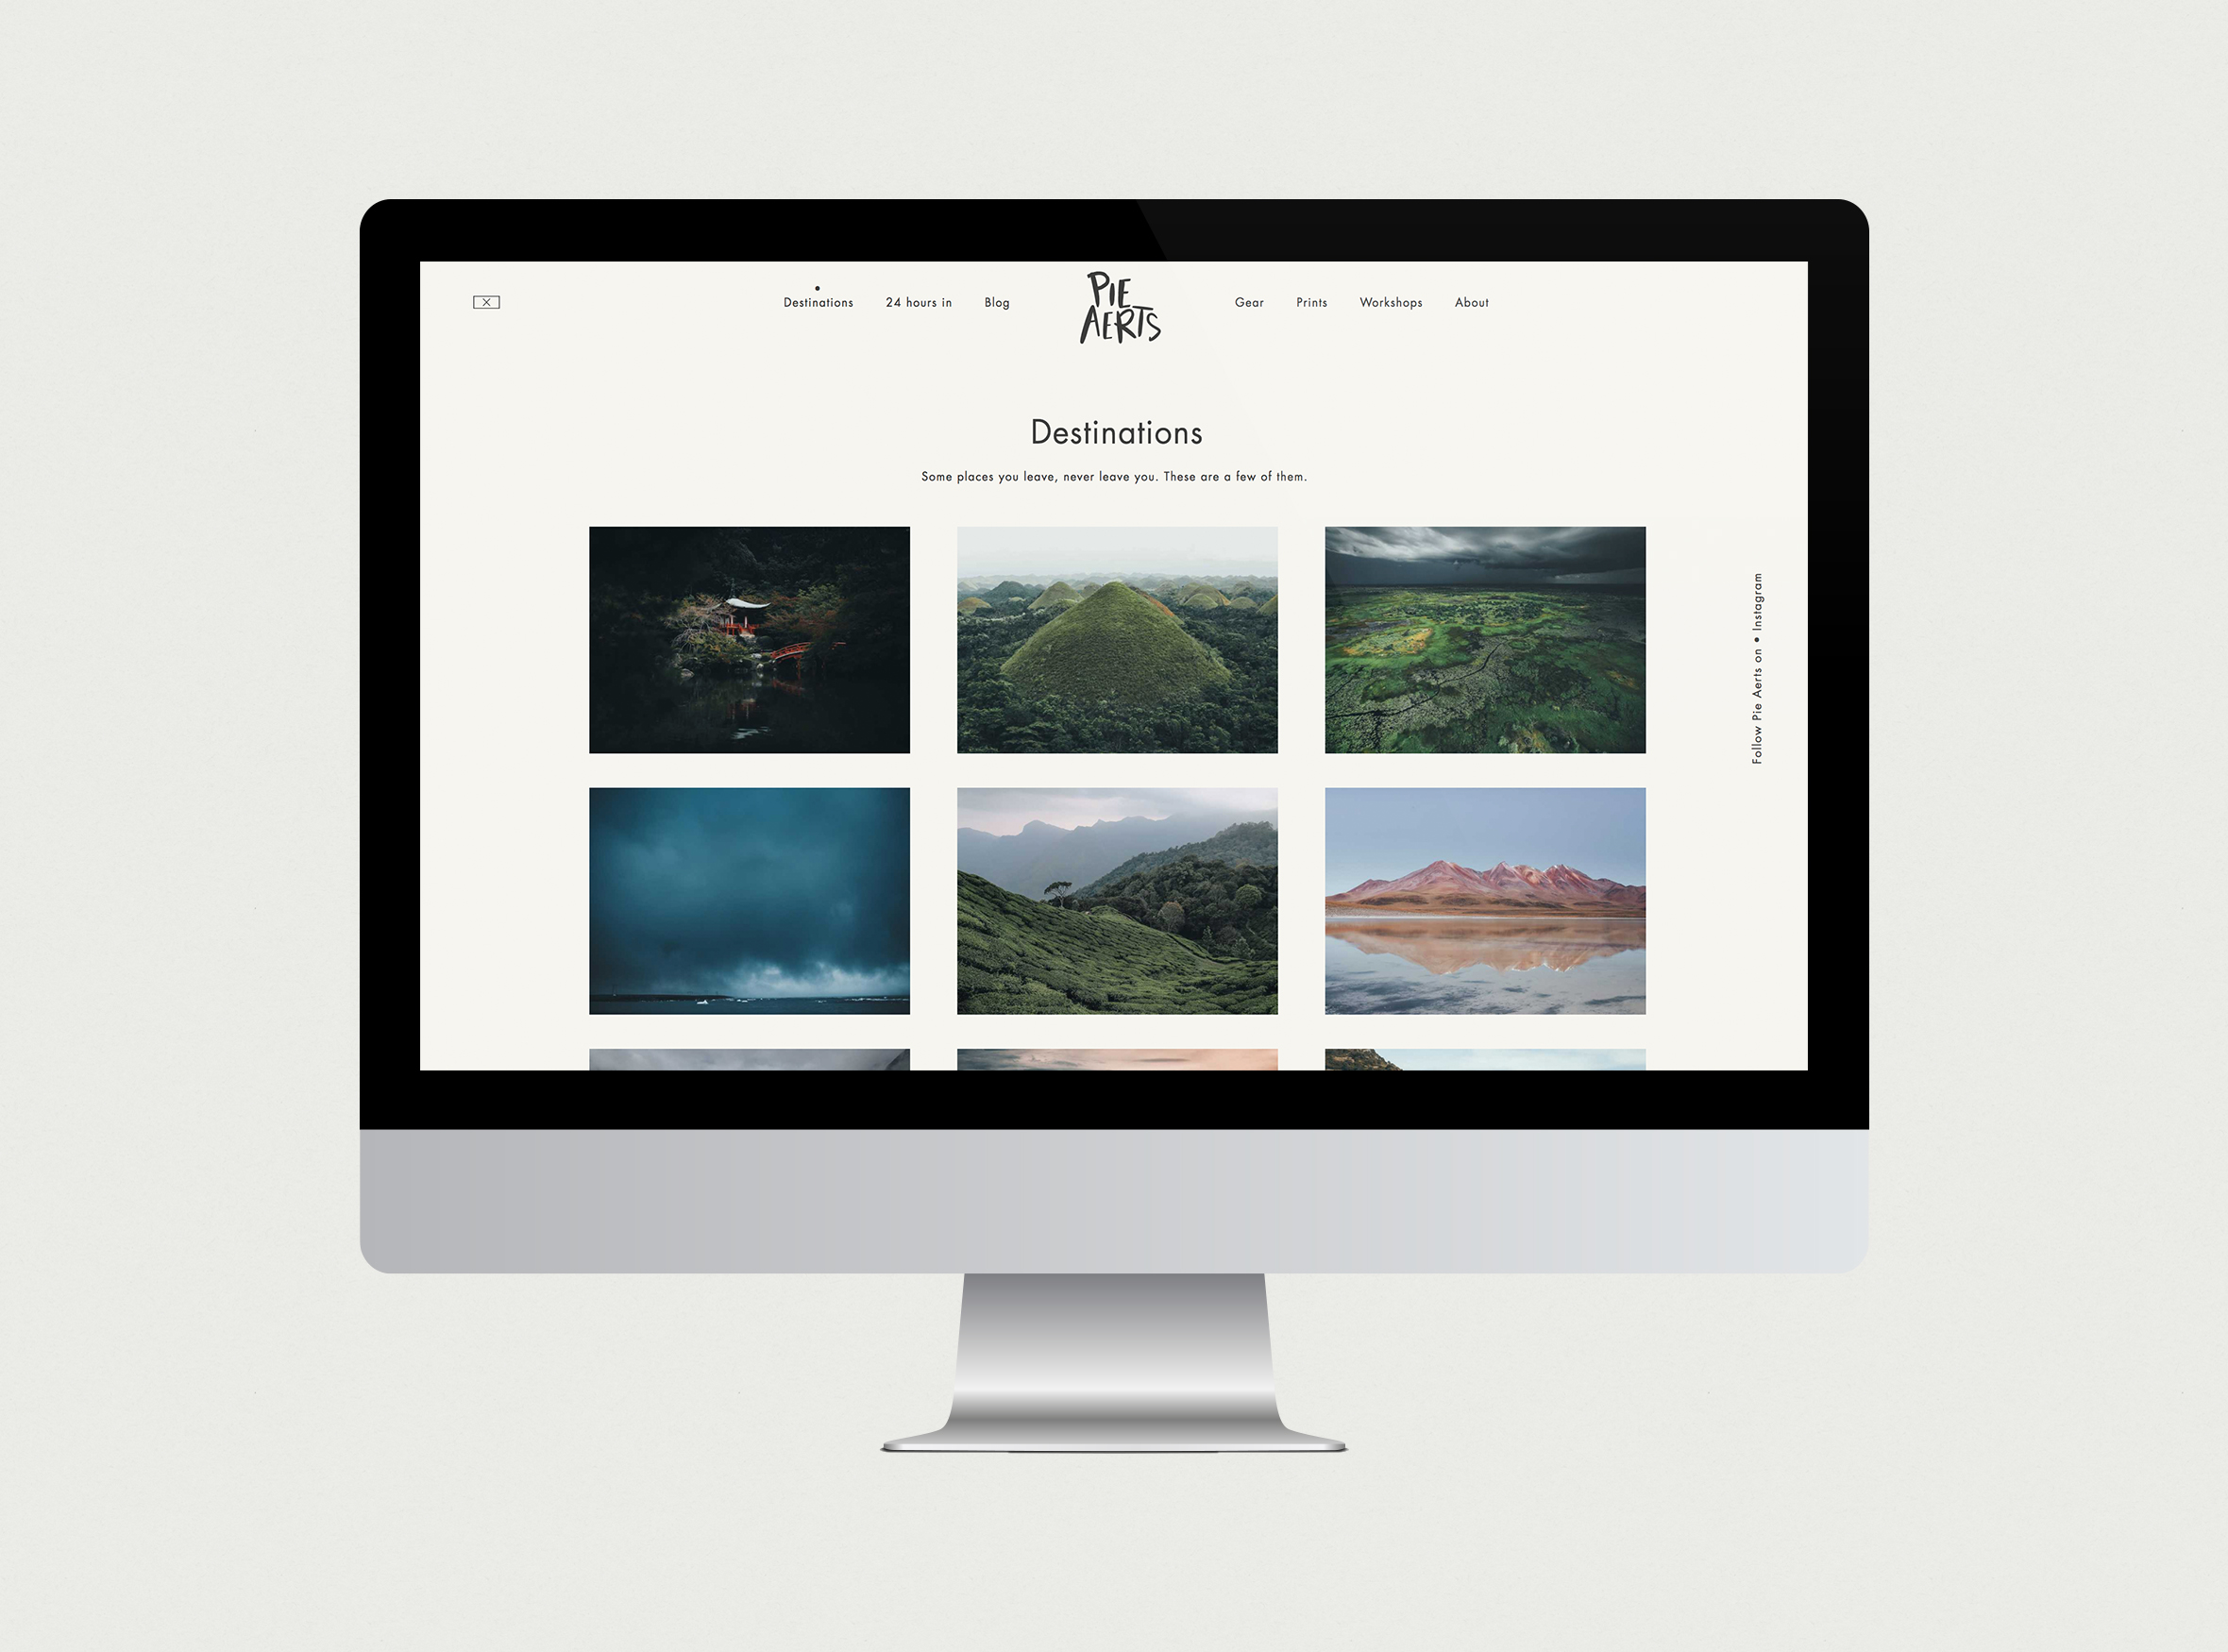 Destinations
24 hours in
Blog
PIE
AERTS
Gear
Prints
Workshops
About
Destinations
Some places you leave, never leave you. These are a few of them.
Follow Pie Aerts on • Instagram